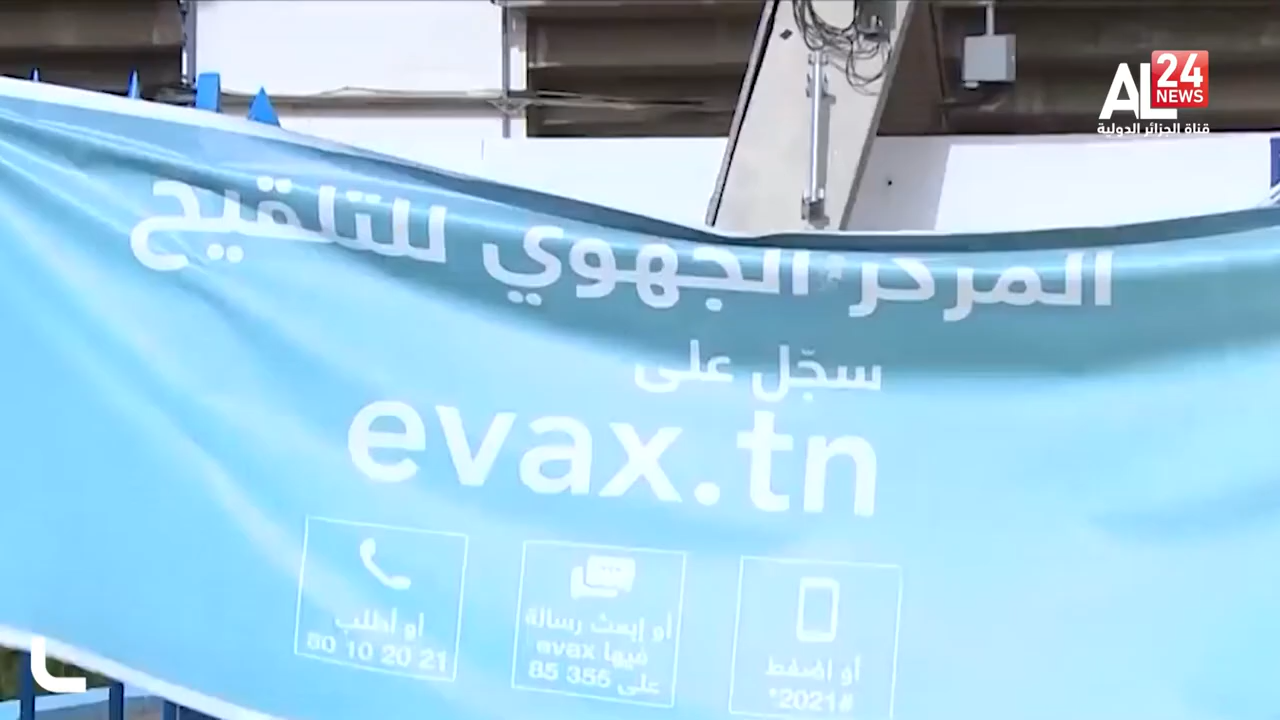 AL 24
NEWS
قناة الجزائر الدولية
المركز الجهوي للتلقيح
سجّل على
evax.tn
أو اضغط
*2021#
أو إبعث رسالة
فيها evax
على 85 355
أو أطلب
80 10 20 21